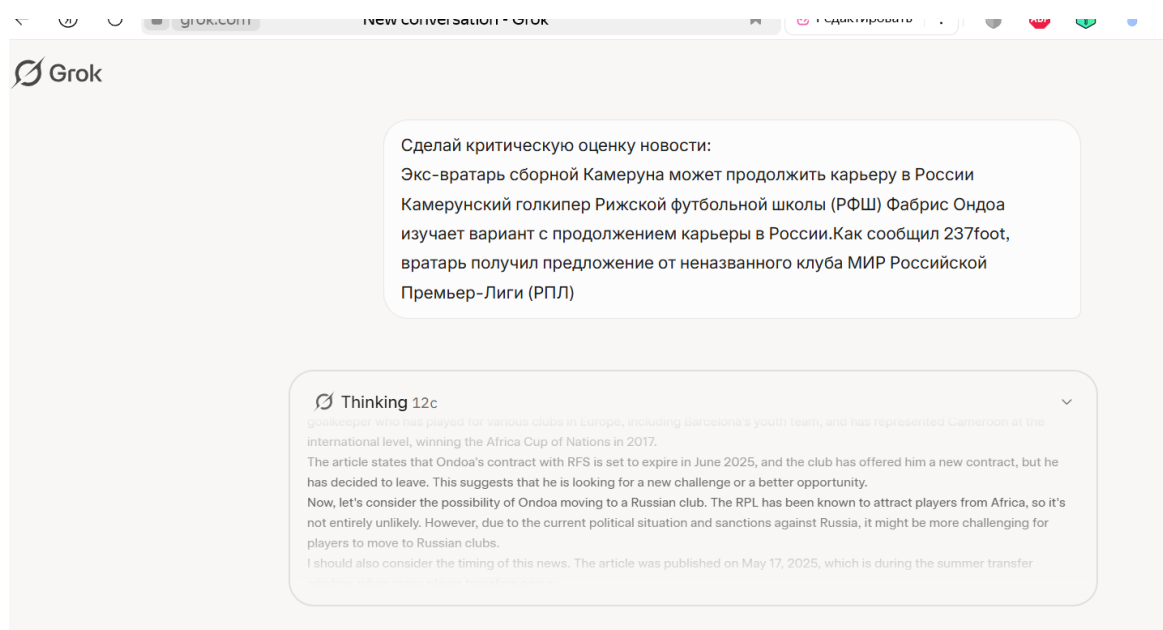 grok.com
New conversation - Grok
Редактировать
Grok
Сделай критическую оценку новости:
Экс-вратарь сборной Камеруна может продолжить карьеру в России
Камерунский голкипер Рижской футбольной школы (РФШ) Фабрис Ондоа
изучает вариант с продолжением карьеры в России.Как сообщил 237foot,
вратарь получил предложение от неназванного клуба МИР Российской
Премьер-Лиги (РПЛ)
Thinking 12с
goalkeeper who has played for various clubs in Europe, including Barcelona's youth team, and has represented Cameroon at the
international level, winning the Africa Cup of Nations in 2017.
The article states that Ondoa's contract with RFS is set to expire in June 2025, and the club has offered him a new contract, but he
has decided to leave. This suggests that he is looking for a new challenge or a better opportunity.
Now, let's consider the possibility of Ondoa moving to a Russian club. The RPL has been known to attract players from Africa, so it's
not entirely unlikely. However, due to the current political situation and sanctions against Russia, it might be more challenging for
players to move to Russian clubs.
I should also consider the timing of this news. The article was published on May 17, 2025, which is during the summer transfer